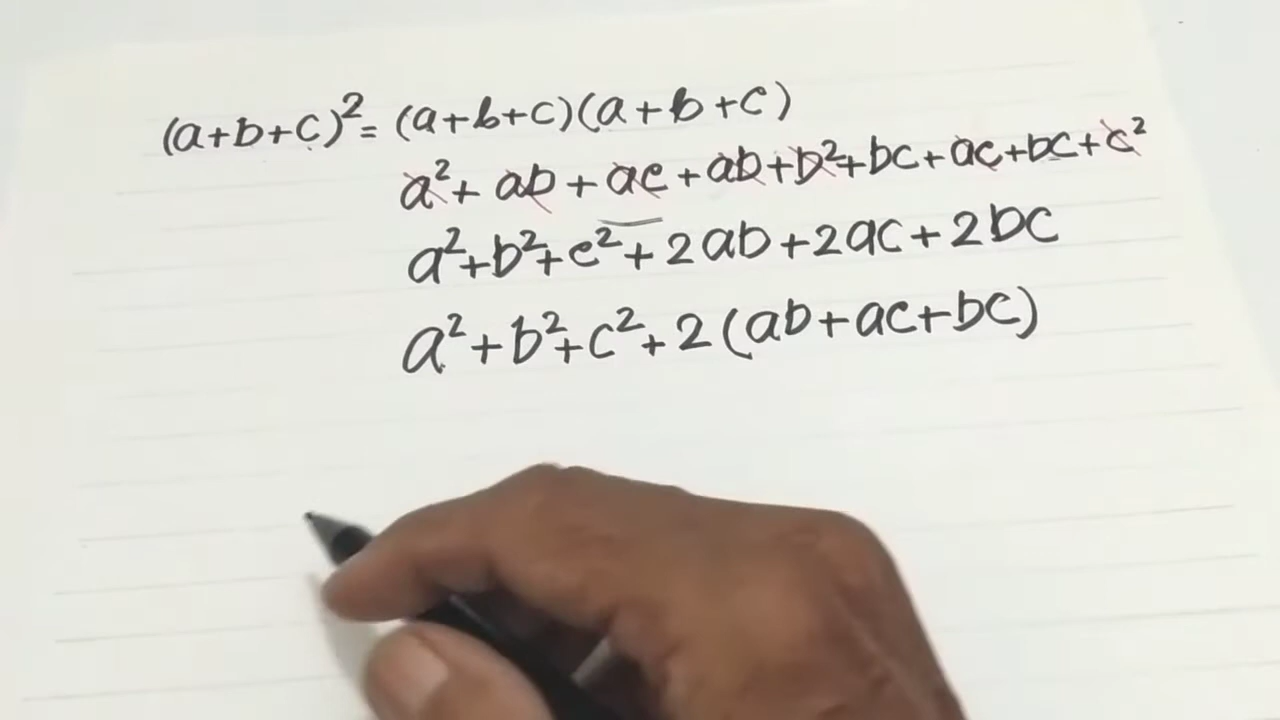 (a+b+c)²= (a+b+c)(a+b+c)
a²+ ab + ac + ab+b²+bc+ac+bc+c²
a²+b²+c²+2ab+2ac+2bc
a²+b²+c²+2(ab+ac+bc)